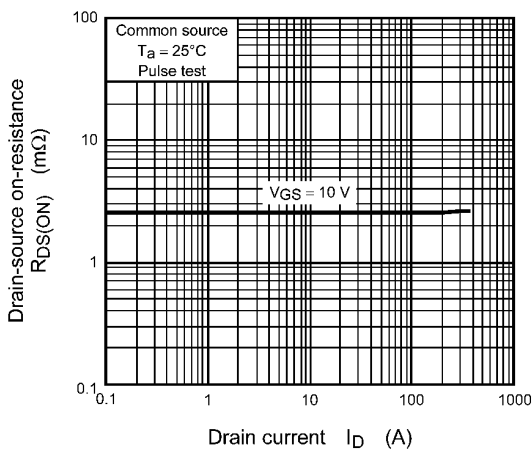 100
10
1
0.1
Drain-source on-resistance
RDS(ON) (mΩ)
Common source
Ta = 25°C
Pulse test
VGS = 10 V
0.1
1
10
100
1000
Drain current ID (A)